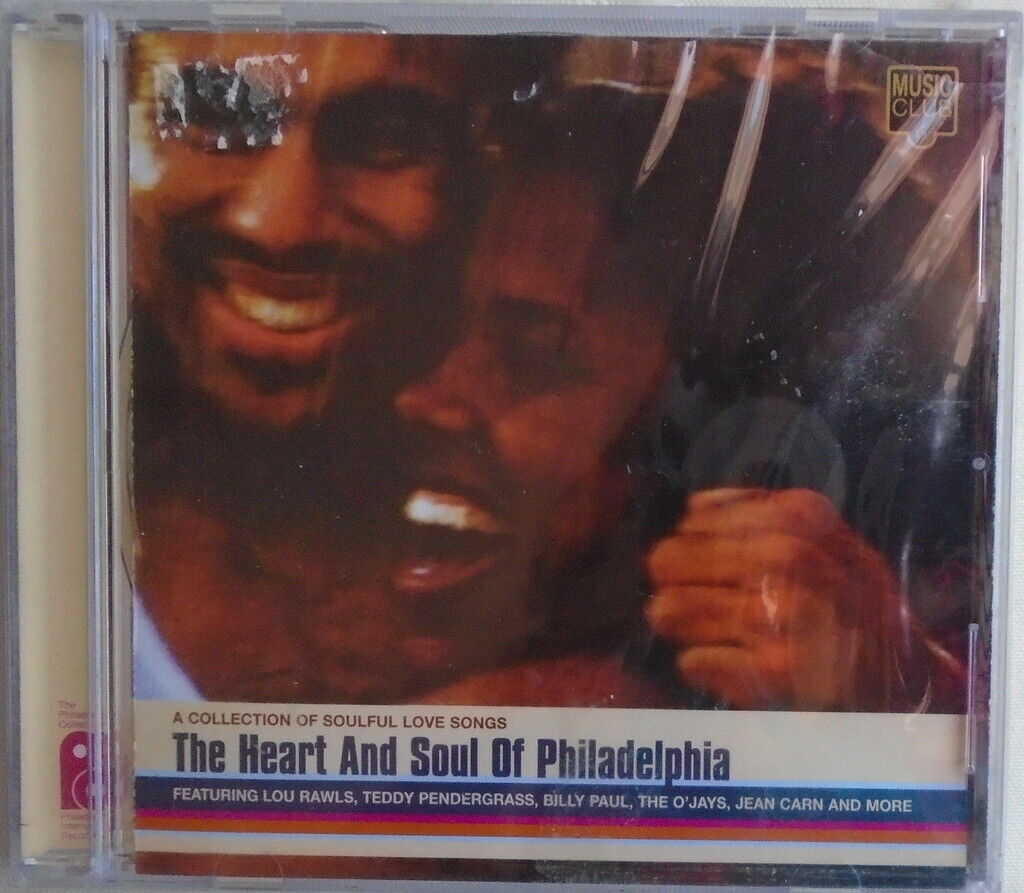 MUSIC
CLUB
A COLLECTION OF SOULFUL LOVE SONGS
The Heart And Soul Of Philadelphia
FEATURING LOU RAWLS, TEDDY PENDERGRASS, BILLY PAUL, THE O'JAYS, JEAN CARN AND MORE
The